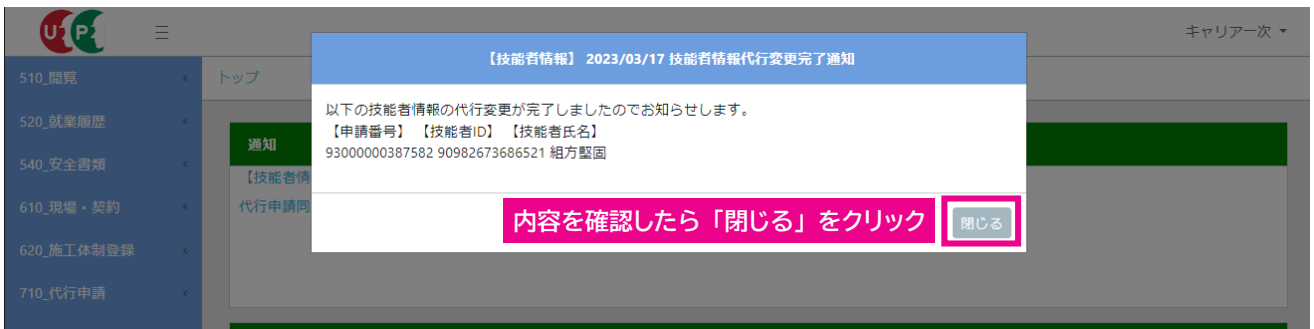 UP
キャリアー次
【技能者情報】 2023/03/17 技能者情報代行変更完了通知
510_閲覧
トップ
以下の技能者情報の代行変更が完了しましたのでお知らせします。
【申請番号】 【技能者ID】 【技能者氏名】
93000000387582 90982673686521 組方堅固
520_就業履歴
通知
540_安全書類
【技能者情
610_現場・契約
代行申請同
内容を確認したら「閉じる」をクリック
閉じる
620_施工体制登録
710_代行申請